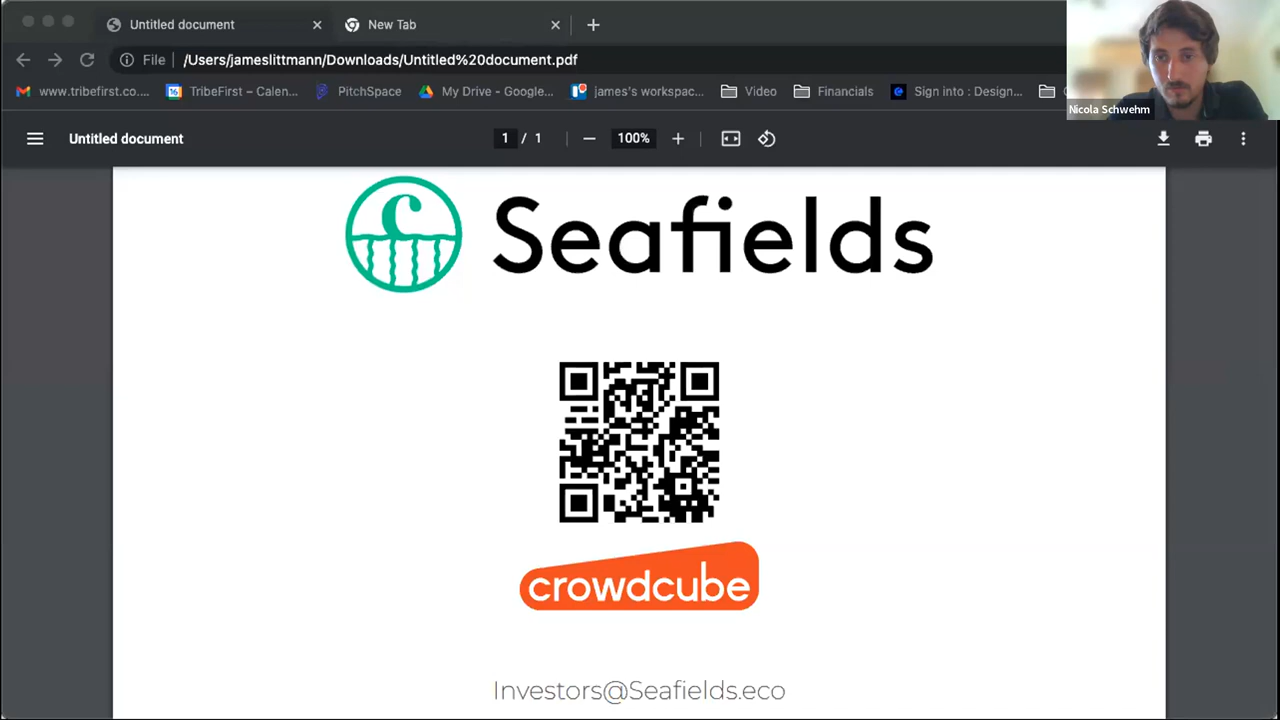 Untitled document
New Tab
File
/Users/jameslittmann/Downloads/Untitled%20document.pdf
www.tribefirst.co....
TribeFirst – Calen...
PitchSpace
My Drive - Google...
james's workspac...
Video
Financials
Sign into : Design...
Nicola Schwehm
Untitled document
1 / 1
100%
Seafields
crowdcube
Investors@Seafields.eco